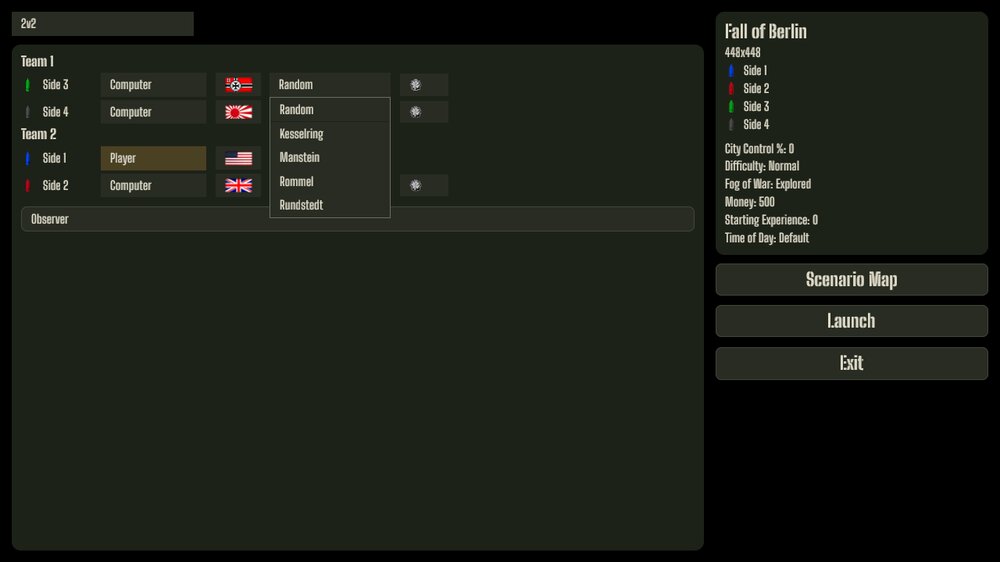 2v2
Team 1
Side 3 Computer Random
Side 4 Computer
Random
Kesselring
Manstein
Rommel
Rundstedt
Team 2
Side 1 Player
Side 2 Computer
Observer
Fall of Berlin
448x448
Side 1
Side 2
Side 3
Side 4
City Control %: 0
Difficulty: Normal
Fog of War: Explored
Money: 500
Starting Experience: 0
Time of Day: Default
Scenario Map
Launch
Exit